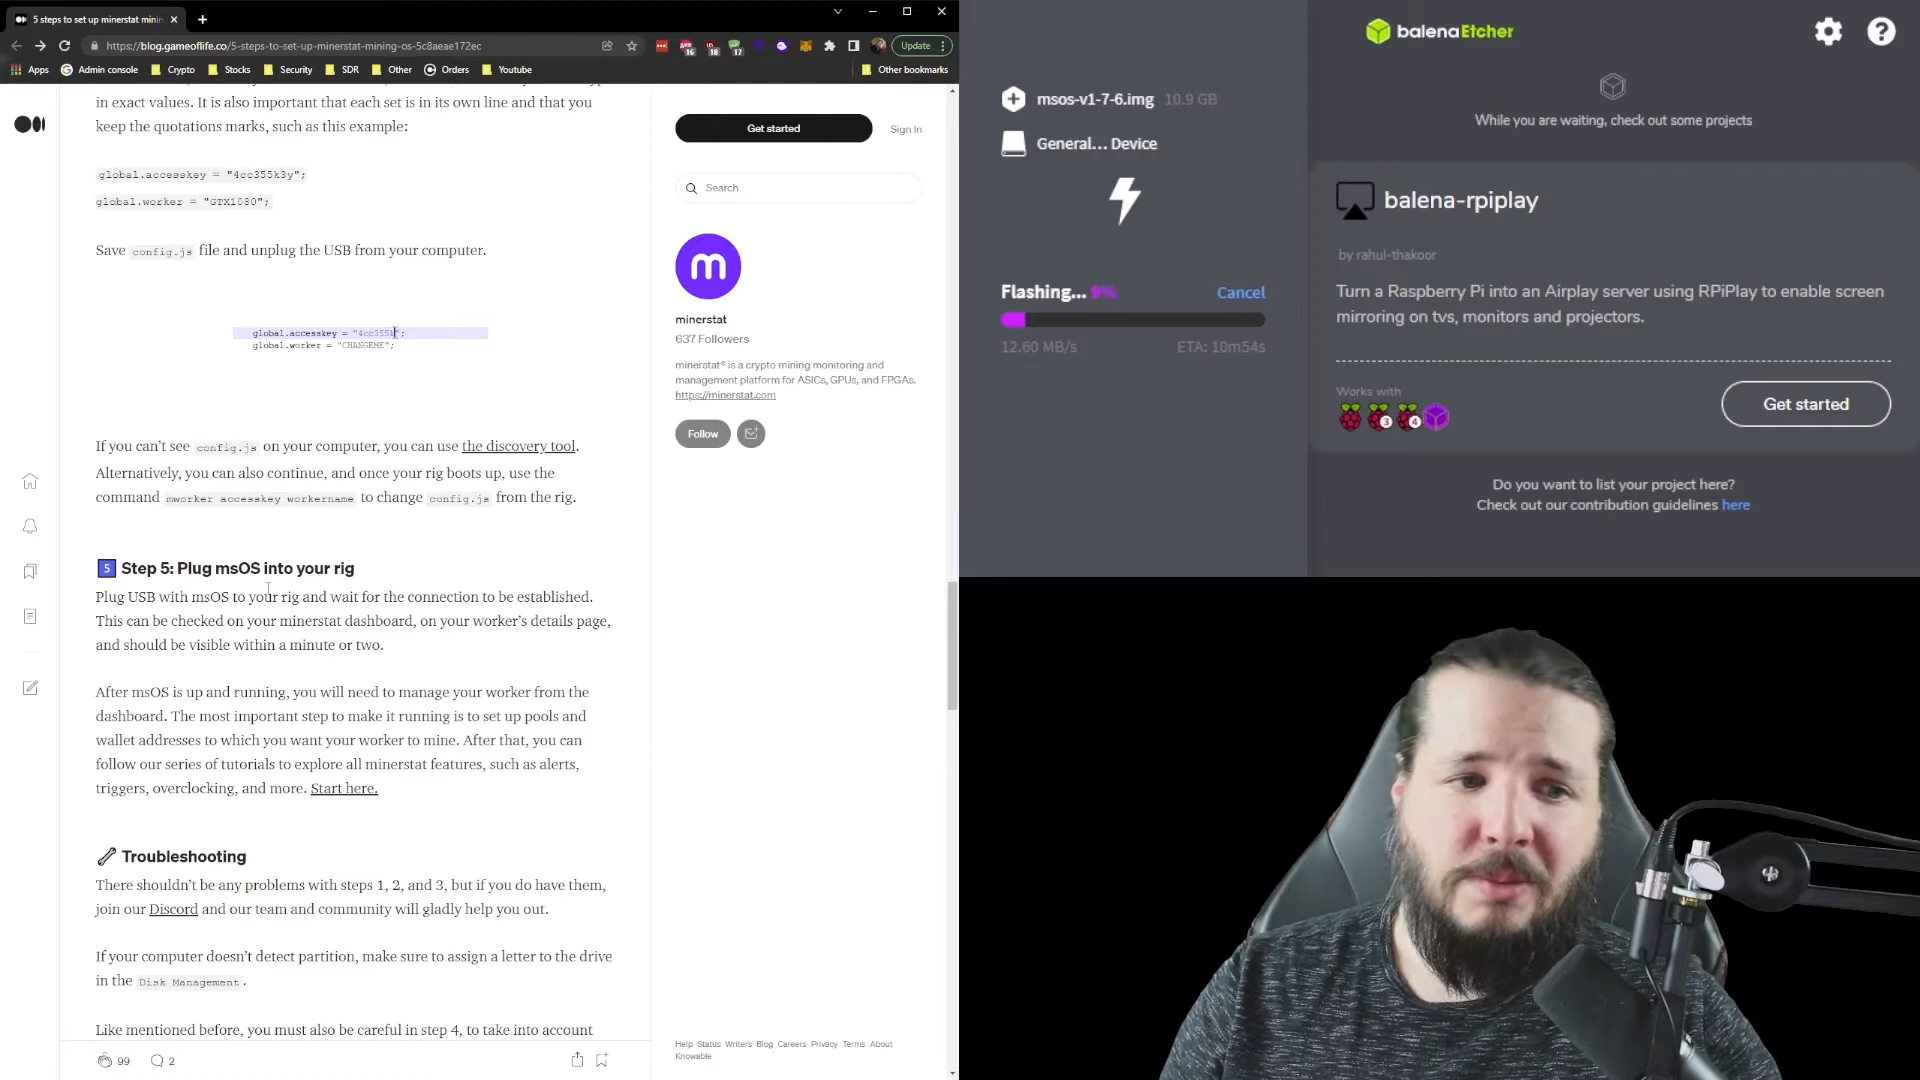 5 steps to set up minerstat mini
https://blog.gameoflife.co/5-steps-to-set-up-minerstat-mining-os-5c8aeae172ec
Update
Apps
Admin console
Crypto
Stocks
Security
SDR
Other
Orders
Youtube
Other bookmarks
in exact values. It is also important that each set is in its own line and that you
keep the quotations marks, such as this example:
global.accesskey = "4cc355k3y";
global.worker = "GTX1080";
Save config.js file and unplug the USB from your computer.
global.accesskey = "4cc355k";
global.worker = "CHANGEME";
If you can't see config.js on your computer, you can use the discovery tool.
Alternatively, you can also continue, and once your rig boots up, use the
command mworker accesskey workername to change config.js from the rig.
5 Step 5: Plug msOS into your rig
Plug USB with msOS to your rig and wait for the connection to be established.
This can be checked on your minerstat dashboard, on your worker's details page,
and should be visible within a minute or two.
After msOS is up and running, you will need to manage your worker from the
dashboard. The most important step to make it running is to set up pools and
wallet addresses to which you want your worker to mine. After that, you can
follow our series of tutorials to explore all minerstat features, such as alerts,
triggers, overclocking, and more. Start here.
Troubleshooting
There shouldn't be any problems with steps 1, 2, and 3, but if you do have them,
join our Discord and our team and community will gladly help you out.
If your computer doesn't detect partition, make sure to assign a letter to the drive
in the Disk Management.
Like mentioned before, you must also be careful in step 4, to take into account
99
2
Get started
Sign In
Search
m
minerstat
637 Followers
minerstat® is a crypto mining monitoring and
management platform for ASICs, GPUs, and FPGAs.
https://minerstat.com
Follow
Help Status Writers Blog Careers Privacy Terms About
Knowable
msos-v1-7-6.img 10.9 GB
General... Device
Flashing...
Cancel
12.60 MB/s
ETA: 10m54s
balenaEtcher
While you are waiting, check out some projects
balena-rpiplay
by rahul-thakoor
Turn a Raspberry Pi into an Airplay server using RPiPlay to enable screen
mirroring on tvs, monitors and projectors.
Works with
3
4
Get started
Do you want to list your project here?
Check out our contribution guidelines here